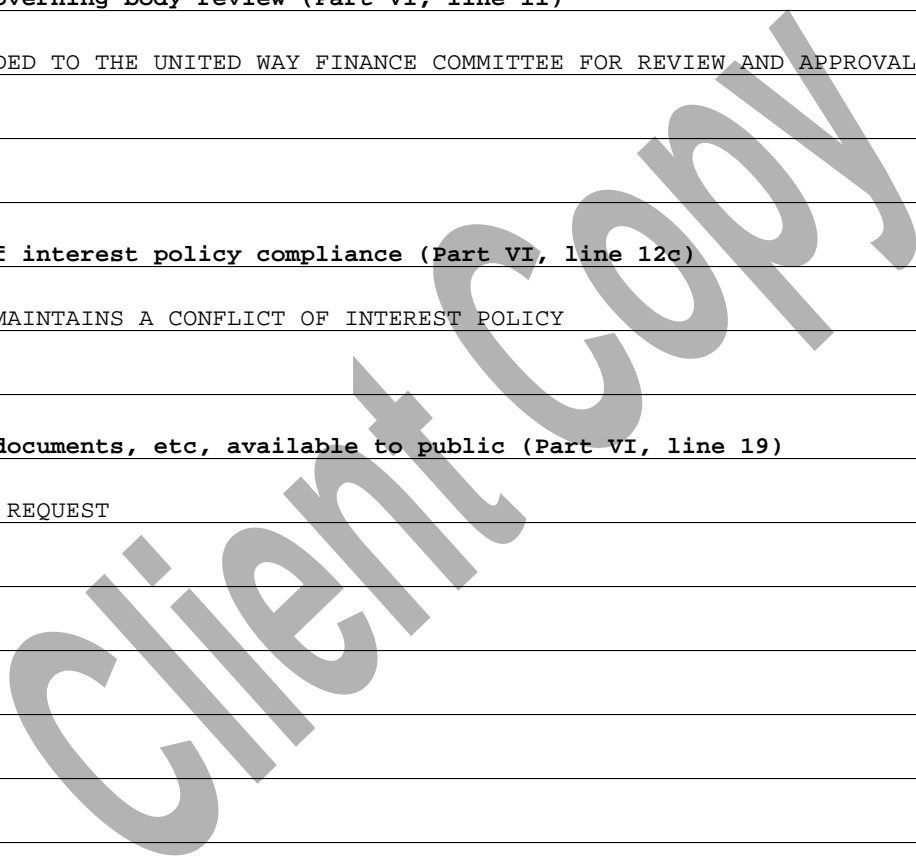 overning body review (Part VI, line 11)
DED TO THE UNITED WAY FINANCE COMMITTEE FOR REVIEW AND APPROVAL
f interest policy compliance (Part VI, line 12c)
MAINTAINS A CONFLICT OF INTEREST POLICY
documents, etc, available to public (Part VI, line 19)
REQUEST
Client Copy